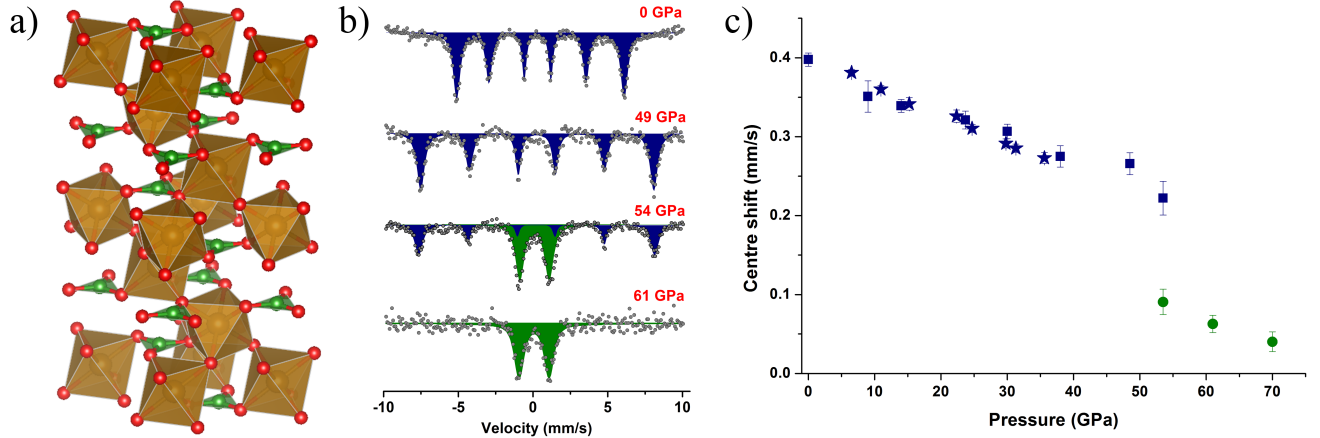 a)
b)
0 GPa
49 GPa
54 GPa
61 GPa
-10 -5 0 5 10
Velocity (mm/s)
c)
Centre shift (mm/s)
0.4
0.3
0.2
0.1
0.0
0 10 20 30 40 50 60 70
Pressure (GPa)